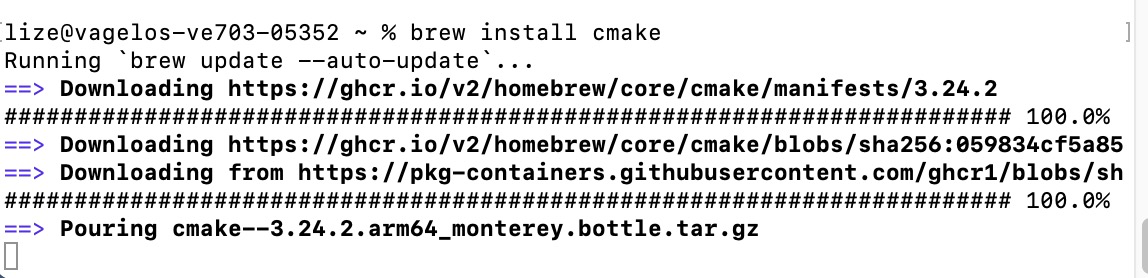 [lize@vagelos-ve703-05352 ~ % brew install cmake ]
Running `brew update --auto-update`...
==> Downloading https://ghcr.io/v2/homebrew/core/cmake/manifests/3.24.2
######################################################################## 100.0%
==> Downloading https://ghcr.io/v2/homebrew/core/cmake/blobs/sha256:059834cf5a85
==> Downloading from https://pkg-containers.githubusercontent.com/ghcr1/blobs/sh
######################################################################## 100.0%
==> Pouring cmake--3.24.2.arm64_monterey.bottle.tar.gz